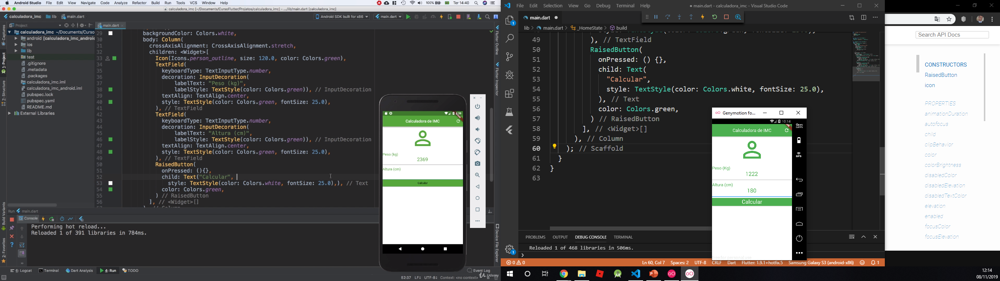 Android Studio File Edit View Navigate Code Analyze Refactor Build Run Tools VCS Window Help
100% Ter 14:40
calculadora_imc [~/Documents/CursoFlutter/Projetos/calculadora_imc] - .../lib/main.dart [calculadora_imc]
calculadora_imc lib main.dart
Android SDK built for x86 main.dart
Project
main.dart
calculadora_imc ~/Documents/Curso
android [calculadora_imc_android
ios
lib
test
.gitignore
.metadata
.packages
calculadora_imc.iml
calculadora_imc_android.iml
pubspec.lock
pubspec.yaml
README.md
External Libraries
Captures
1: Project
Z: Structure
Build Variants
2: Favorites
29 backgroundColor: Colors.white,
30 body: Column(
31 crossAxisAlignment: CrossAxisAlignment.stretch,
32 children: <Widget>[
33 Icon(Icons.person_outline, size: 120.0, color: Colors.green),
34 TextField(
35 keyboardType: TextInputType.number,
36 decoration: InputDecoration(
37 labelText: "Peso (kg)",
38 labelStyle: TextStyle(color: Colors.green)), // InputDecoration
39 textAlign: TextAlign.center,
40 style: TextStyle(color: Colors.green, fontSize: 25.0),
41 ), // TextField
42 TextField(
43 keyboardType: TextInputType.number,
44 decoration: InputDecoration(
45 labelText: "Altura (cm)",
46 labelStyle: TextStyle(color: Colors.green)), // InputDecoration
47 textAlign: TextAlign.center,
48 style: TextStyle(color: Colors.green, fontSize: 25.0),
49 ), // TextField
50 RaisedButton(
51 onPressed: (){},
52 child: Text("Calcular",
53 style: TextStyle(color: Colors.white, fontSize: 25.0),), // Text
54 color: Colors.green,
55 ) // RaisedButton
56 ], // <Widget>[]
Flutter Outline
Flutter Inspector
Device File Explorer
Calculadora de IMC
Peso (kg)
2369
Altura (cm)
Calcular
Run main.dart
Console
Performing hot reload...
Reloaded 1 of 391 libraries in 784ms.
6: Logcat Terminal Dart Analysis 4: Run TODO
Event Log
52:37 LF÷ UTF-8÷ Context: <no context>
Udemy
File Edit Selection View Go Debug Terminal Help
● main.dart - calculadora_imc - Visual Studio Code
main.dart ●
lib > main.dart > _HomeState > build
49 ), // TextField
50 RaisedButton(
51 onPressed: () {},
52 child: Text(
53 "Calcular",
54 style: TextStyle(color: Colors.white, fontSize: 25.0),
55 ), // Text
56 color: Colors.green,
57 ) // RaisedButton
58 ], // <Widget>[]
59 ), // Column
60 ); // Scaffold
61 }
62 }
63
1
1
Genymotion fo...
10:14
Open GAPPS
Calculadora de IMC
GPS
Peso (Kg)
1222
Altura (cm)
180
Calcular
free for personal use
PROBLEMS OUTPUT DEBUG CONSOLE TERMINAL
Reloaded 1 of 468 libraries in 506ms.
0 0
Ln 60, Col 7 Spaces: 2 UTF-8 CRLF Dart Flutter: 1.9.1+hotfix.5 Samsung Galaxy S3 (android-x86) 1
Search API Docs
CONSTRUCTORS
RaisedButton
icon
PROPERTIES
animationDuration
autofocus
child
clipBehavior
color
colorBrightness
disabledColor
disabledElevation
disabledTextColor
elevation
enabled
focusColor
focusElevation
12:14
08/11/2019